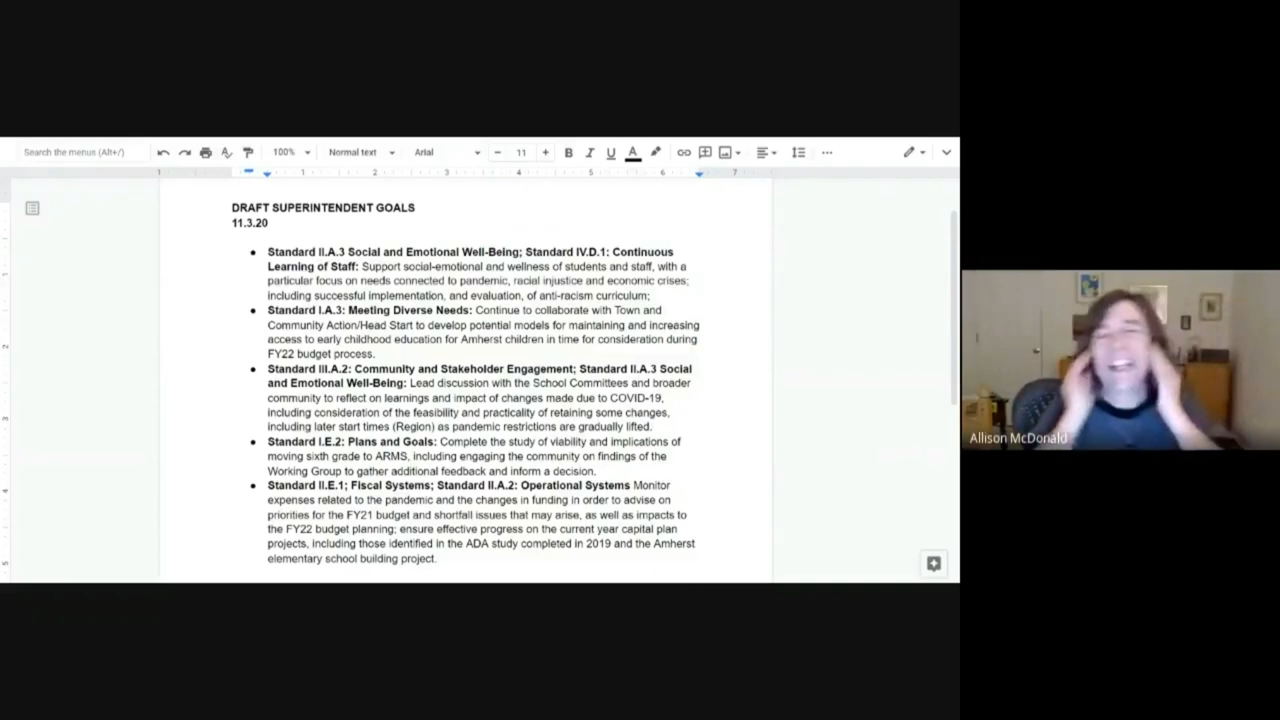 Search the menus (Alt+/)
100%
Normal text
Arial
11
B I U A
1 1 2 3 4 5 6 7
DRAFT SUPERINTENDENT GOALS
11.3.20
Standard II.A.3 Social and Emotional Well-Being; Standard IV.D.1: Continuous
Learning of Staff: Support social-emotional and wellness of students and staff, with a
particular focus on needs connected to pandemic, racial injustice and economic crises;
including successful implementation, and evaluation, of anti-racism curriculum;
Standard I.A.3: Meeting Diverse Needs: Continue to collaborate with Town and
Community Action/Head Start to develop potential models for maintaining and increasing
access to early childhood education for Amherst children in time for consideration during
FY22 budget process.
Standard III.A.2: Community and Stakeholder Engagement; Standard II.A.3 Social
and Emotional Well-Being: Lead discussion with the School Committees and broader
community to reflect on learnings and impact of changes made due to COVID-19,
including consideration of the feasibility and practicality of retaining some changes,
including later start times (Region) as pandemic restrictions are gradually lifted.
Standard I.E.2: Plans and Goals: Complete the study of viability and implications of
moving sixth grade to ARMS, including engaging the community on findings of the
Working Group to gather additional feedback and inform a decision.
Standard II.E.1; Fiscal Systems; Standard II.A.2: Operational Systems Monitor
expenses related to the pandemic and the changes in funding in order to advise on
priorities for the FY21 budget and shortfall issues that may arise, as well as impacts to
the FY22 budget planning; ensure effective progress on the current year capital plan
projects, including those identified in the ADA study completed in 2019 and the Amherst
elementary school building project.
1
2
3
4
5
Allison McDonald